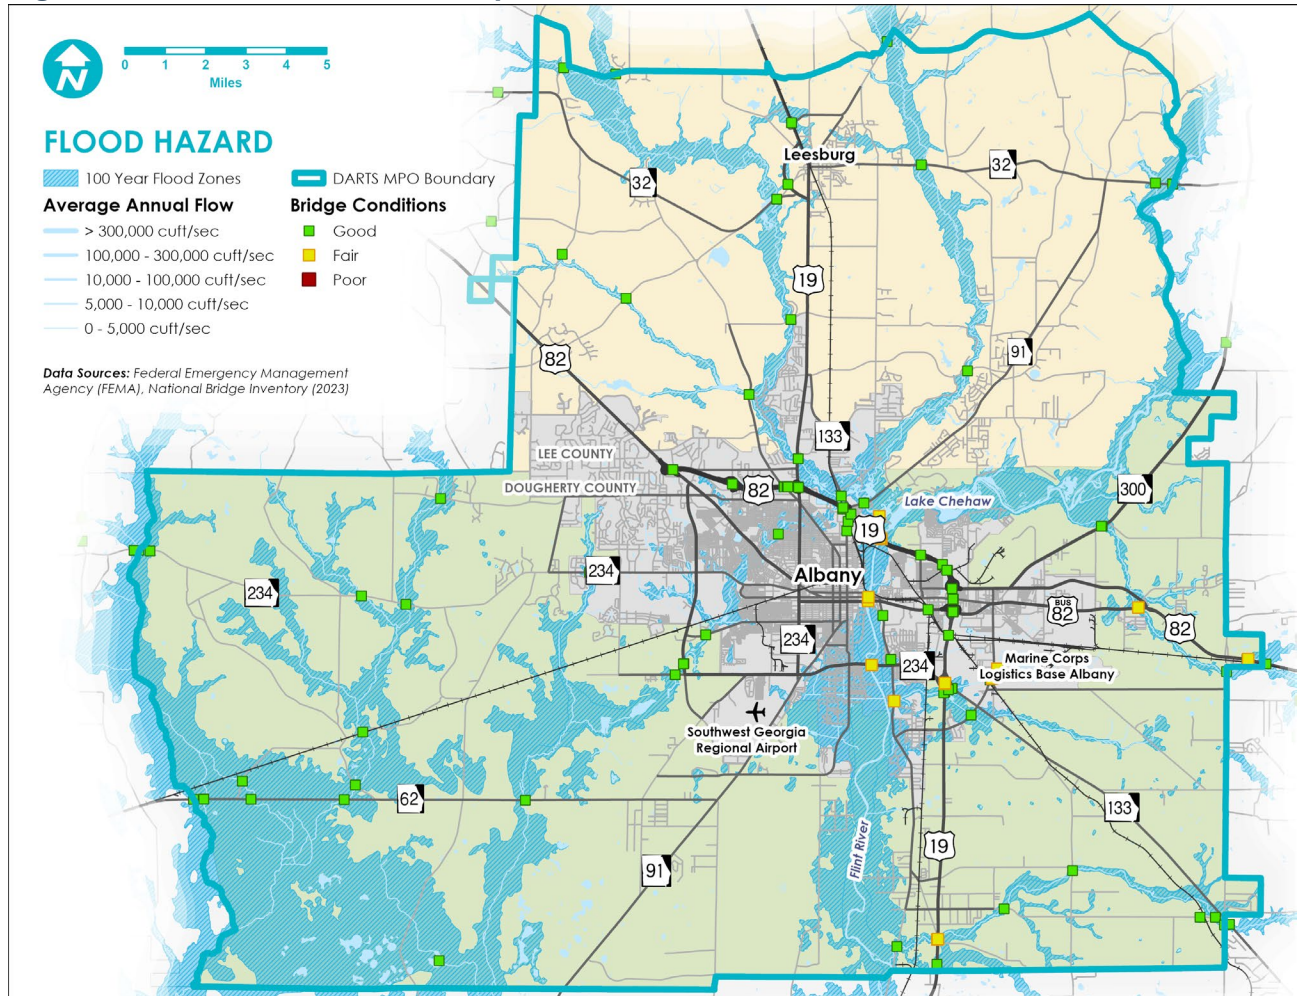 N
0 1 2 3 4 5
Miles
FLOOD HAZARD
100 Year Flood Zones
DARTS MPO Boundary
Average Annual Flow
> 300,000 cuft/sec
100,000 - 300,000 cuft/sec
10,000 - 100,000 cuft/sec
5,000 - 10,000 cuft/sec
0 - 5,000 cuft/sec
Bridge Conditions
Good
Fair
Poor
Data Sources: Federal Emergency Management
Agency (FEMA), National Bridge Inventory (2023)
Leesburg
32
32
19
82
91
133
LEE COUNTY
DOUGHERTY COUNTY
82
300
Lake Chehaw
19
234
234
Albany
BUS
82
82
234
234
Marine Corps
Logistics Base Albany
Southwest Georgia
Regional Airport
62
133
19
Flint River
91